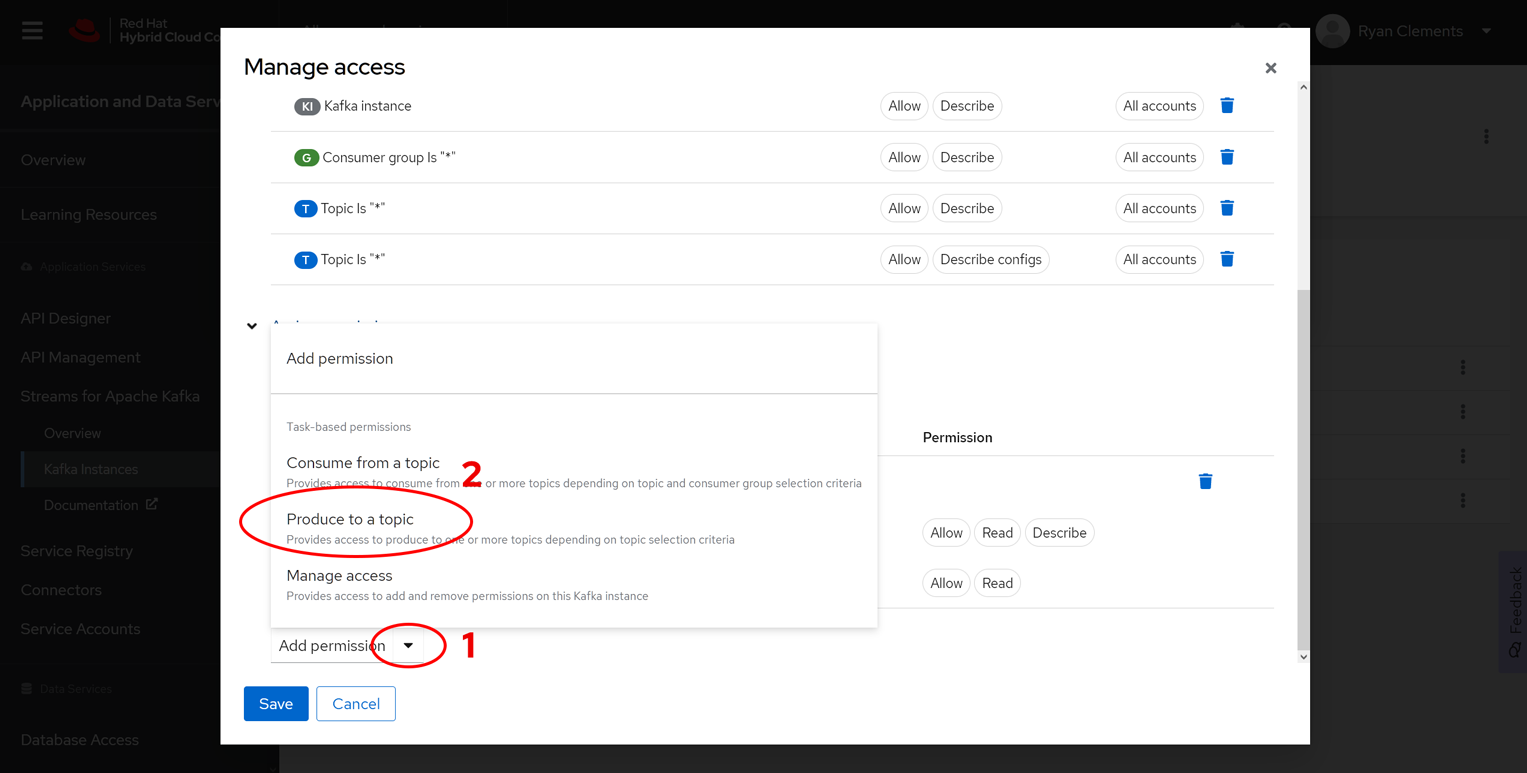 Red Hat
Hybrid Cloud Co
Ryan Clements
Application and Data Serv
Overview
Learning Resources
Application Services
API Designer
API Management
Streams for Apache Kafka
Overview
Kafka Instances
Documentation
Service Registry
Connectors
Service Accounts
Data Services
Database Access
Manage access
KI Kafka instance Allow Describe All accounts
G Consumer group Is "*" Allow Describe All accounts
T Topic Is "*" Allow Describe All accounts
T Topic Is "*" Allow Describe configs All accounts
Add permission
Task-based permissions
Permission
Consume from a topic 2
Provides access to consume from one or more topics depending on topic and consumer group selection criteria
Produce to a topic
Provides access to produce to one or more topics depending on topic selection criteria
Allow Read Describe
Manage access
Provides access to add and remove permissions on this Kafka instance
Allow Read
Add permission 1
Save Cancel
Feedback